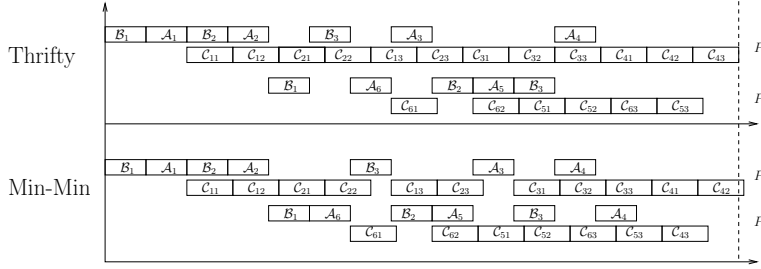 B₁ A₁ B₂ A₂ B₃ A₃ A₄
Thrifty
C₁₁ C₁₂ C₂₁ C₂₂ C₁₃ C₂₃ C₃₁ C₃₂ C₃₃ C₄₁ C₄₂ C₄₃
B₁ A₆ B₂ A₅ B₃
C₆₁ C₆₂ C₅₁ C₅₂ C₆₃ C₅₃
B₁ A₁ B₂ A₂ B₃ A₃ A₄
Min-Min
C₁₁ C₁₂ C₂₁ C₂₂ C₁₃ C₂₃ C₃₁ C₃₂ C₃₃ C₄₁ C₄₂
B₁ A₆ B₂ A₅ B₃ A₄
C₆₁ C₆₂ C₅₁ C₅₂ C₆₃ C₅₃ C₄₃